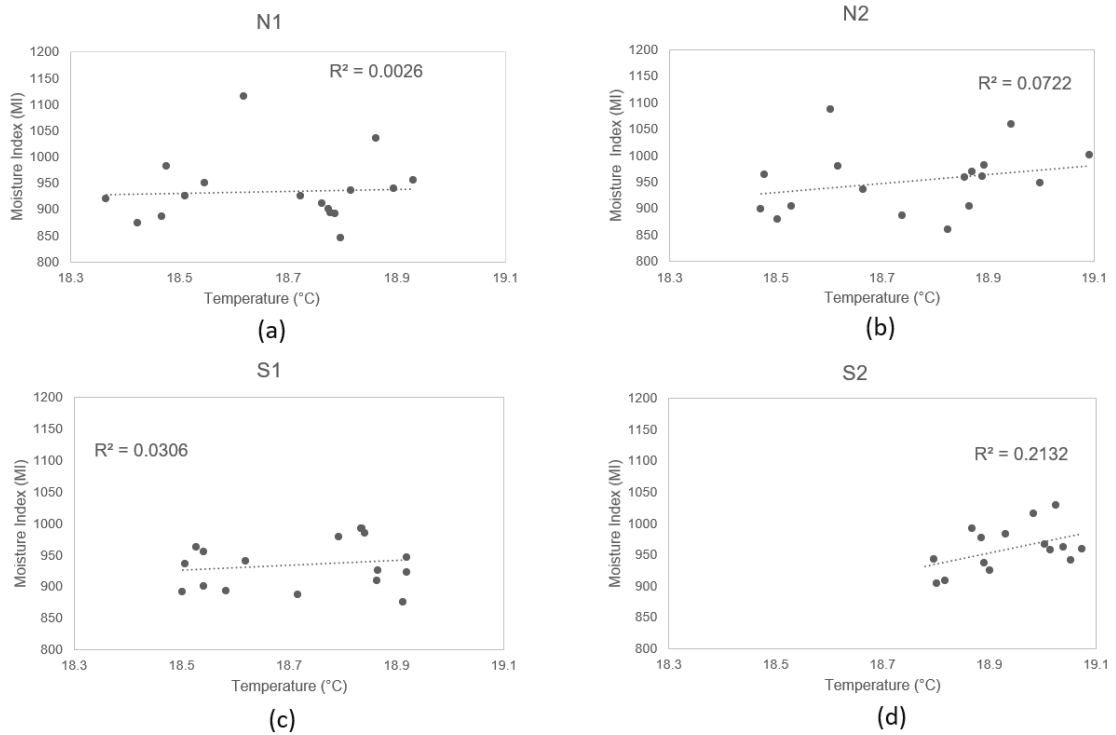 N1
R² = 0.0026
Moisture Index (MI)
1200
1150
1100
1050
1000
950
900
850
800
18.3
18.5
18.7
18.9
19.1
Temperature (°C)
(a)
N2
R² = 0.0722
Moisture Index (MI)
1200
1150
1100
1050
1000
950
900
850
800
18.3
18.5
18.7
18.9
19.1
Temperature (°C)
(b)
S1
R² = 0.0306
Moisture Index (MI)
1200
1150
1100
1050
1000
950
900
850
800
18.3
18.5
18.7
18.9
19.1
Temperature (°C)
(c)
S2
R² = 0.2132
Moisture Index (MI)
1200
1150
1100
1050
1000
950
900
850
800
18.3
18.5
18.7
18.9
19.1
Temperature (°C)
(d)